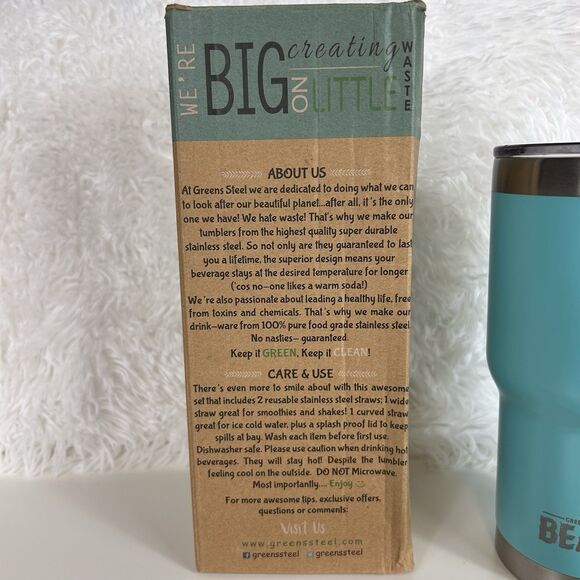 WE'RE
BIG
creating
ON
LITTLE
WASTE
ABOUT US
At Greens Steel we are dedicated to doing what we can
to look after our beautiful planet...after all, it's the only
one we have! We hate waste! That's why we make our
tumblers from the highest quality super durable
stainless steel. So not only are they guaranteed to last
you a lifetime, the superior design means your
beverage stays at the desired temperature for longer
('cos no-one likes a warm soda!)
We're also passionate about leading a healthy life, free
from toxins and chemicals. That's why we make our
drink-ware from 100% pure food grade stainless steel.
No nasties- guaranteed.
Keep it GREEN, Keep it CLEAN!
CARE & USE
There's even more to smile about with this awesome
set that includes 2 reusable stainless steel straws; 1 wide
straw great for smoothies and shakes! 1 curved straw
great for ice cold water, plus a splash proof lid to keep
spills at bay. Wash each item before first use.
Dishwasher safe. Please use caution when drinking hot
beverages. They will stay hot! Despite the tumbler
feeling cool on the outside. DO NOT Microwave.
Most importantly.... Enjoy
For more awesome tips, exclusive offers,
questions or comments:
Visit Us
www.greenssteel.com
greenssteel greenssteel
GREE
BEA